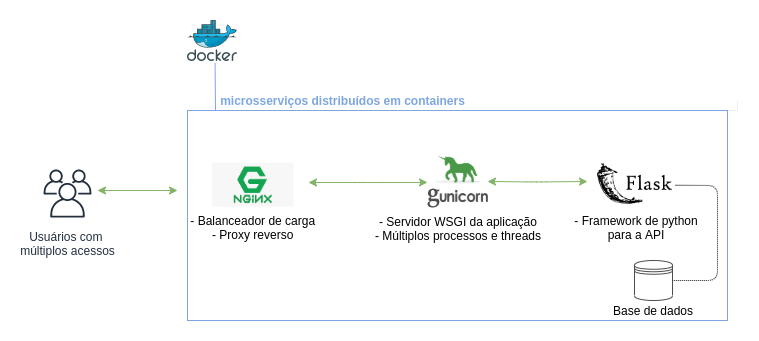 docker
microsserviços distribuídos em containers
NGINX
gunicorn
Flask
- Balanceador de carga
- Proxy reverso
- Servidor WSGI da aplicação
- Múltiplos processos e threads
- Framework de python
para a API
Usuários com
múltiplos acessos
Base de dados